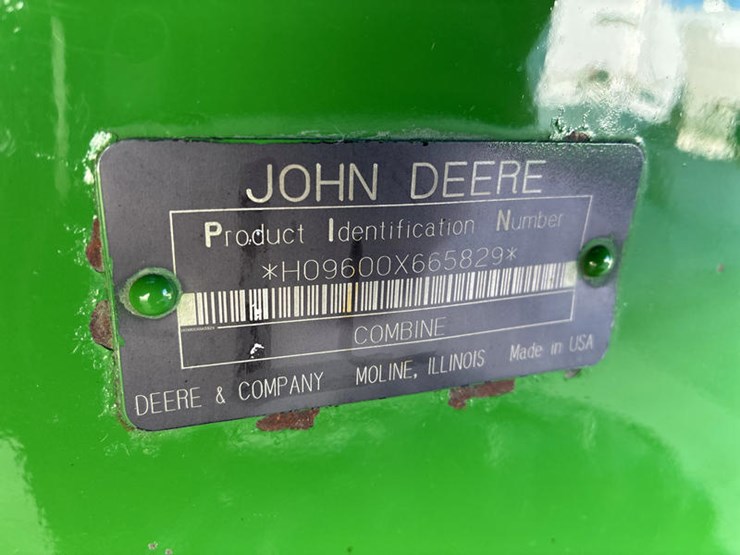 JOHN DEERE
Product Identification Number
*H09600X665829*
COMBINE
DEERE & COMPANY MOLINE, ILLINOIS Made in USA